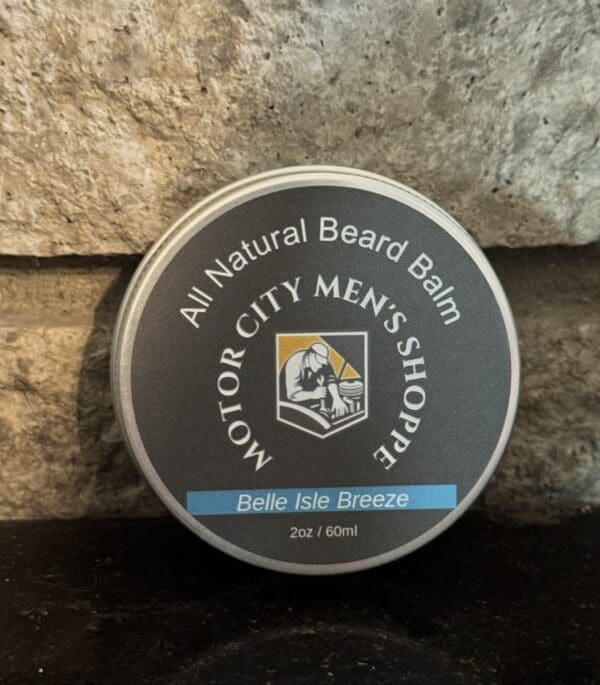 All Natural Beard Balm
MOTOR CITY MEN'S SHOPPE
Belle Isle Breeze
2oz / 60ml